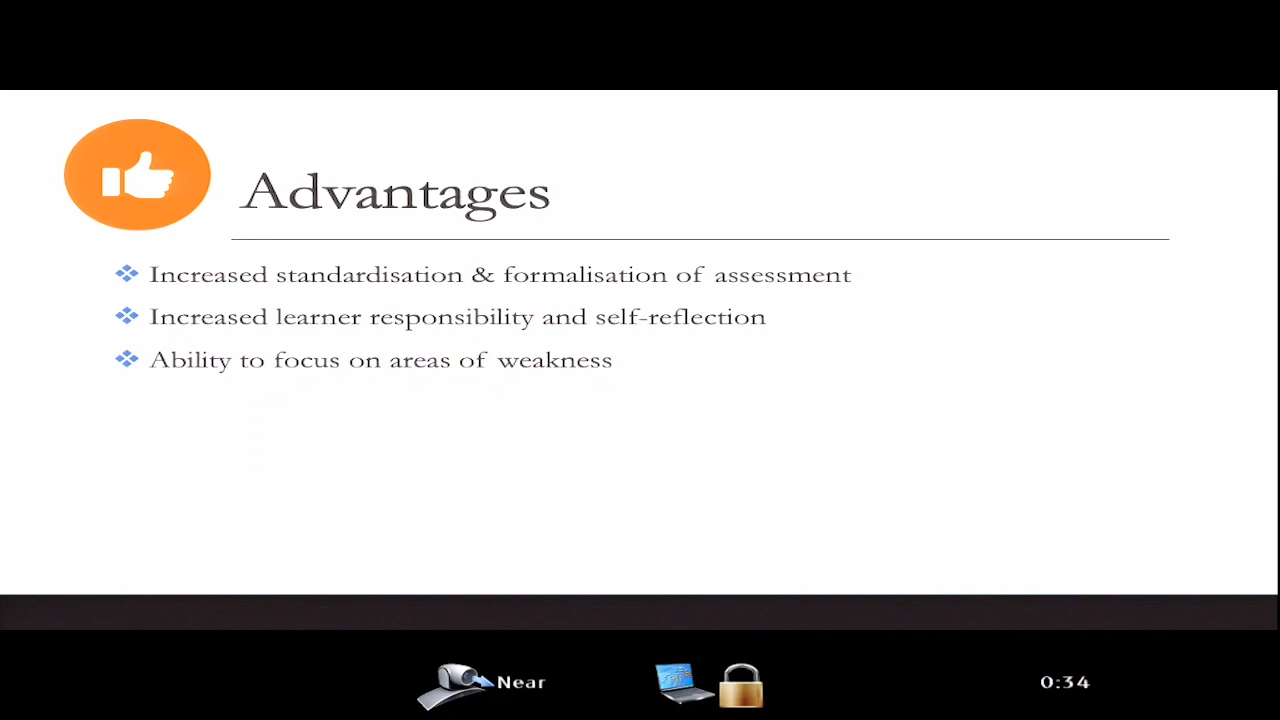 Advantages
Increased standardisation & formalisation of assessment
Increased learner responsibility and self-reflection
Ability to focus on areas of weakness
Near
0:34